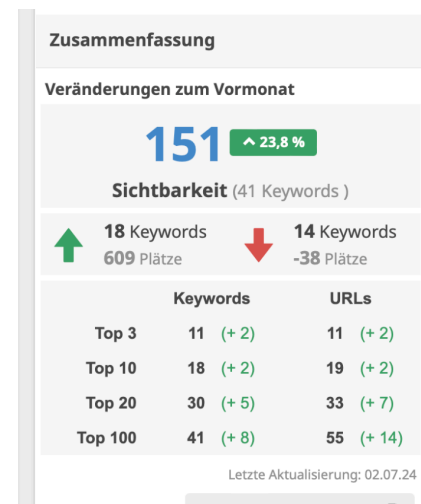 Zusammenfassung
Veränderungen zum Vormonat
151 23,8 %
Sichtbarkeit (41 Keywords )
18 Keywords 14 Keywords
609 Plätze -38 Plätze
Keywords URLs
Top 3 11 (+ 2) 11 (+ 2)
Top 10 18 (+ 2) 19 (+ 2)
Top 20 30 (+ 5) 33 (+ 7)
Top 100 41 (+ 8) 55 (+ 14)
Letzte Aktualisierung: 02.07.24